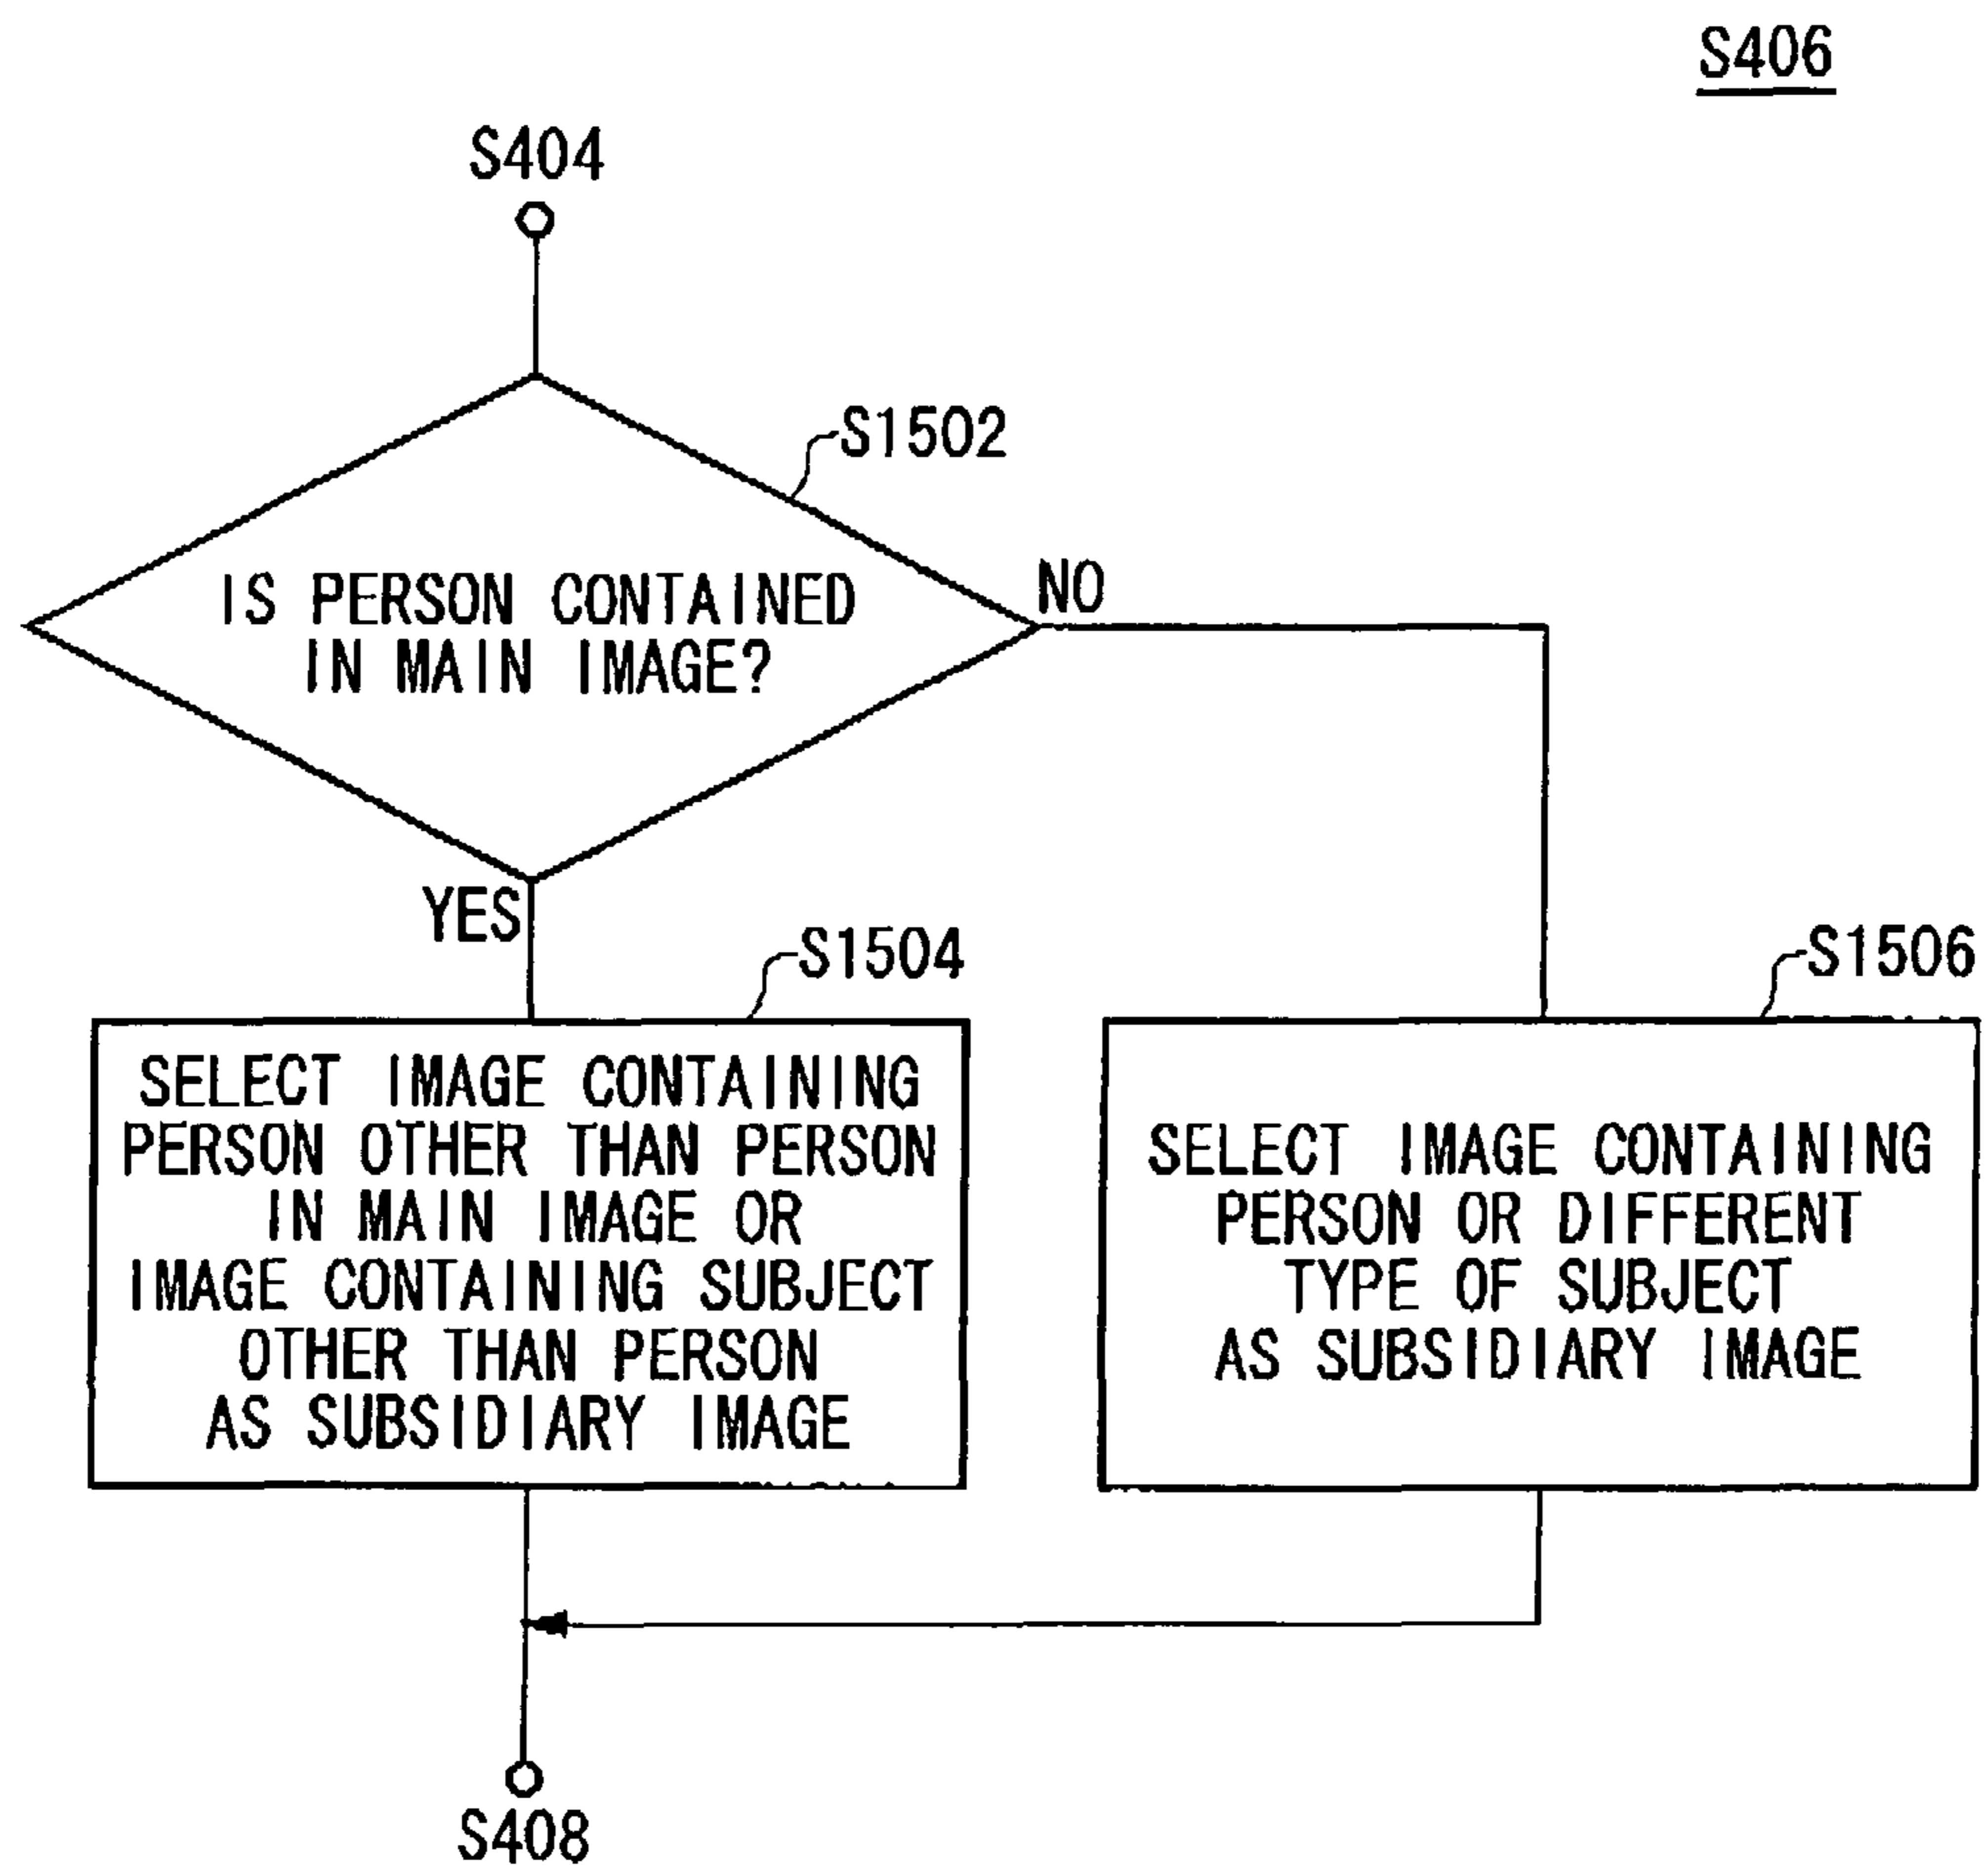 S406
S404
S1502
IS PERSON CONTAINED
IN MAIN IMAGE?
NO
YES
S1504
SELECT IMAGE CONTAINING
PERSON OTHER THAN PERSON
IN MAIN IMAGE OR
IMAGE CONTAINING SUBJECT
OTHER THAN PERSON
AS SUBSIDIARY IMAGE
S1506
SELECT IMAGE CONTAINING
PERSON OR DIFFERENT
TYPE OF SUBJECT
AS SUBSIDIARY IMAGE
S408